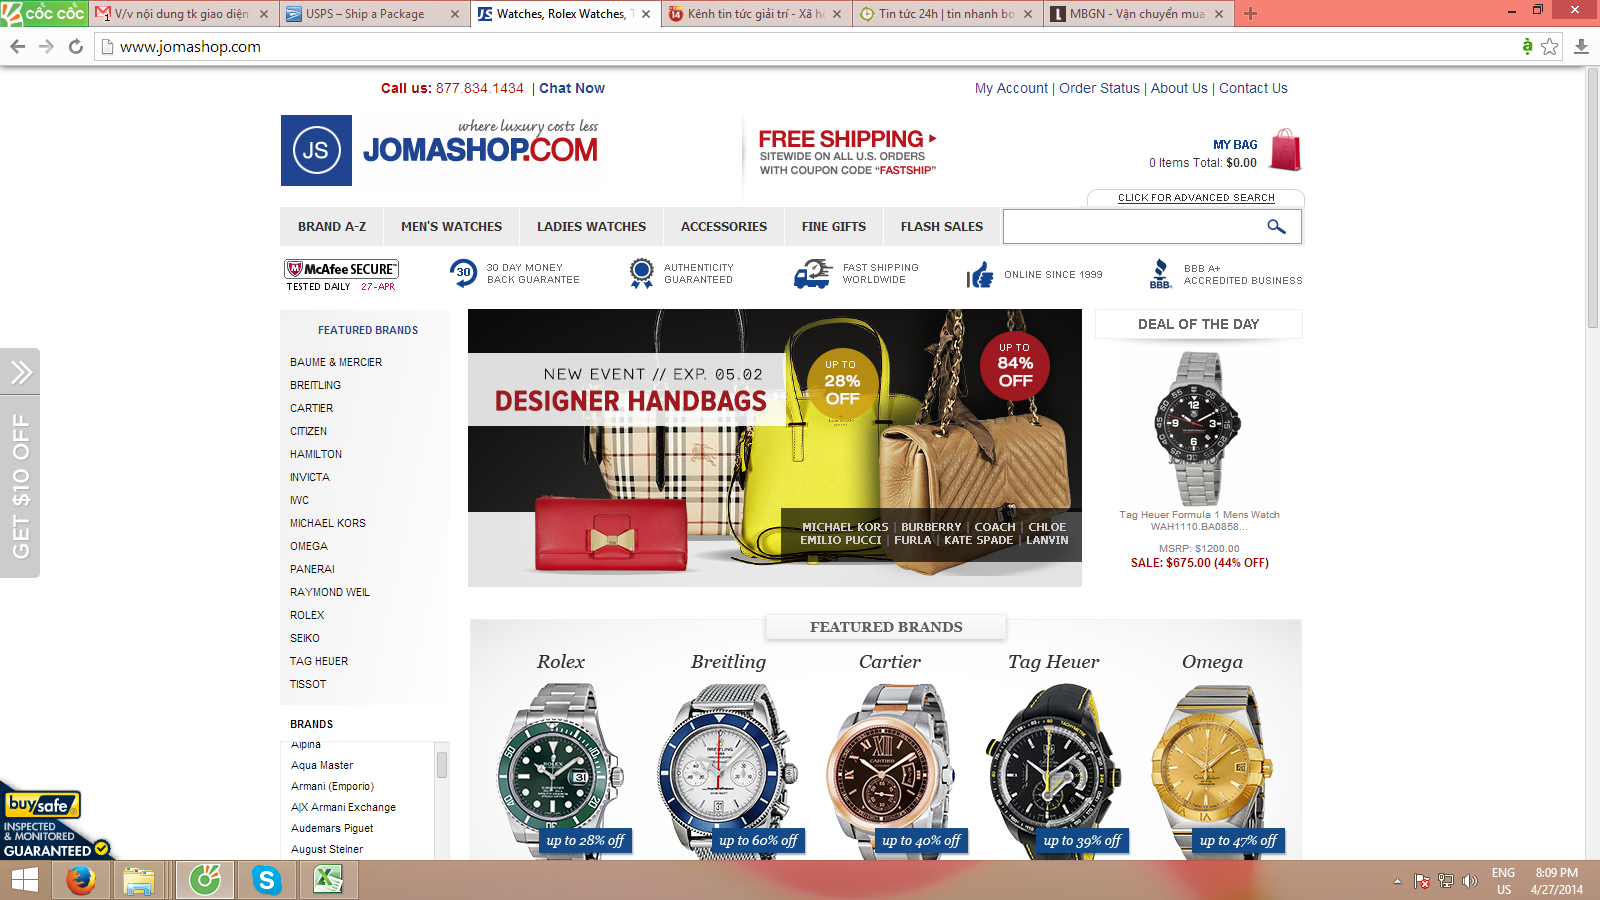 cốc cốc
V/v nội dung tk giao diện
USPS – Ship a Package
Watches, Rolex Watches, T
Kênh tin tức giải trí - Xã h
Tin tức 24h | tin nhanh bo
MBGN - Vận chuyển mua
www.jomashop.com
Call us: 877.834.1434 | Chat Now
My Account | Order Status | About Us | Contact Us
JS
where luxury costs less
JOMASHOP.COM
FREE SHIPPING
SITEWIDE ON ALL U.S. ORDERS
WITH COUPON CODE “FASTSHIP”
MY BAG
0 Items Total: $0.00
CLICK FOR ADVANCED SEARCH
BRAND A-Z
MEN'S WATCHES
LADIES WATCHES
ACCESSORIES
FINE GIFTS
FLASH SALES
McAfee SECURE™
TESTED DAILY 27-APR
30
30 DAY MONEY
BACK GUARANTEE
AUTHENTICITY
GUARANTEED
FAST SHIPPING
WORLDWIDE
ONLINE SINCE 1999
BBB.
BBB A+
ACCREDITED BUSINESS
GET $10 OFF
FEATURED BRANDS
BAUME & MERCIER
BREITLING
CARTIER
CITIZEN
HAMILTON
INVICTA
IWC
MICHAEL KORS
OMEGA
PANERAI
RAYMOND WEIL
ROLEX
SEIKO
TAG HEUER
TISSOT
BRANDS
Alpina
Aqua Master
Armani (Emporio)
A|X Armani Exchange
Audemars Piguet
August Steiner
NEW EVENT // EXP. 05.02
DESIGNER HANDBAGS
UP TO
28%
OFF
UP TO
84%
OFF
MICHAEL KORS | BURBERRY | COACH | CHLOE
EMILIO PUCCI | FURLA | KATE SPADE | LANVIN
DEAL OF THE DAY
JOMASHOP
Tag Heuer Formula 1 Mens Watch
WAH1110.BA0858...
MSRP: $1200.00
SALE: $675.00 (44% OFF)
FEATURED BRANDS
Rolex
Breitling
Cartier
Tag Heuer
Omega
up to 28% off
up to 60% off
up to 40% off
up to 39% off
up to 47% off
buySafe
INSPECTED
& MONITORED
GUARANTEED
ENG
US
8:09 PM
4/27/2014